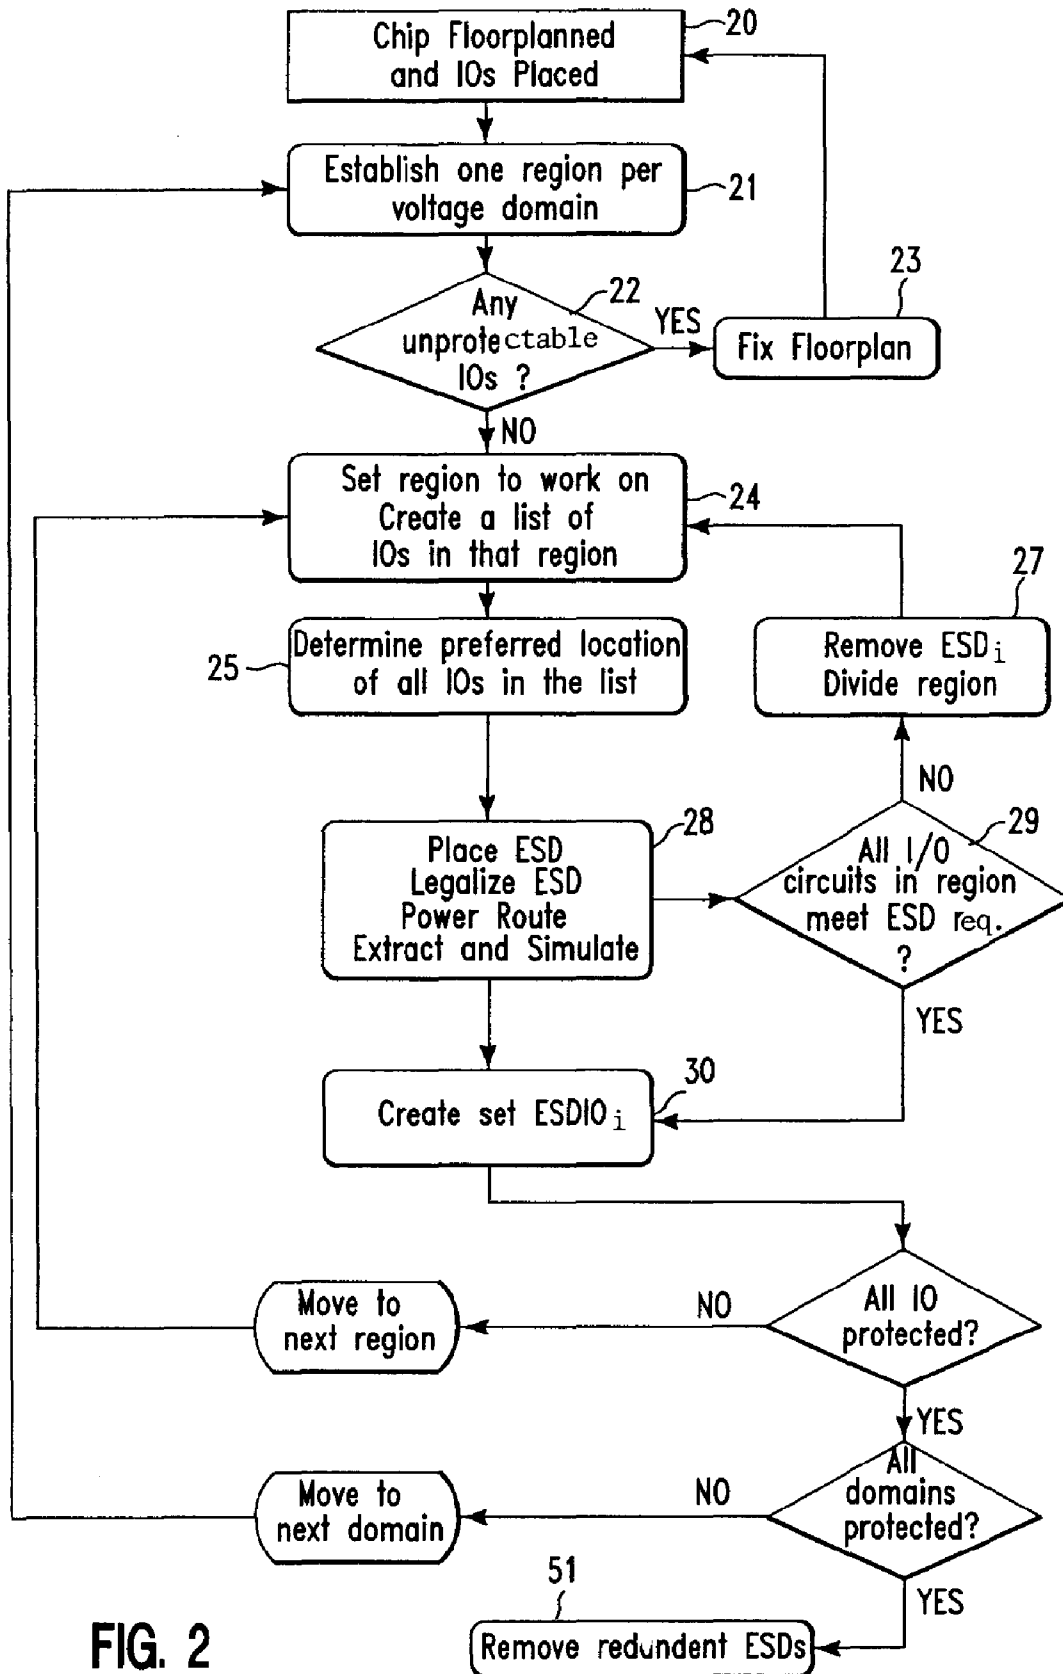 20
Chip Floorplanned
and IOs Placed
Establish one region per
voltage domain
21
Any
unprotectable
IOs ?
22
YES
23
Fix Floorplan
NO
Set region to work on
Create a list of
IOs in that region
24
27
Remove ESDi
Divide region
25
Determine preferred location
of all IOs in the list
NO
28
Place ESD
Legalize ESD
Power Route
Extract and Simulate
29
All I/O
circuits in region
meet ESD req.
?
YES
30
Create set ESDIOi
Move to
next region
NO
All IO
protected?
YES
Move to
next domain
NO
All
domains
protected?
YES
51
Remove redundent ESDs
FIG. 2